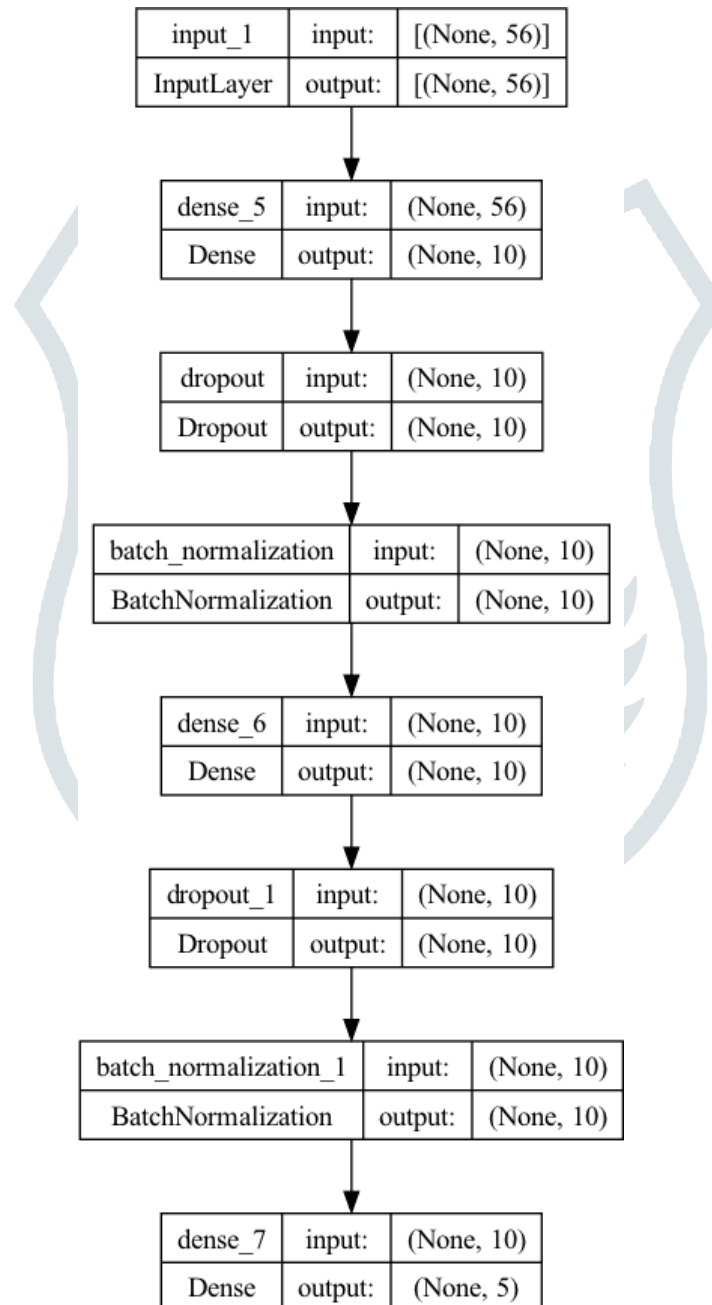 input_1 input: [(None, 56)]
InputLayer output: [(None, 56)]
dense_5 input: (None, 56)
Dense output: (None, 10)
dropout input: (None, 10)
Dropout output: (None, 10)
batch_normalization input: (None, 10)
BatchNormalization output: (None, 10)
dense_6 input: (None, 10)
Dense output: (None, 10)
dropout_1 input: (None, 10)
Dropout output: (None, 10)
batch_normalization_1 input: (None, 10)
BatchNormalization output: (None, 10)
dense_7 input: (None, 10)
Dense output: (None, 5)